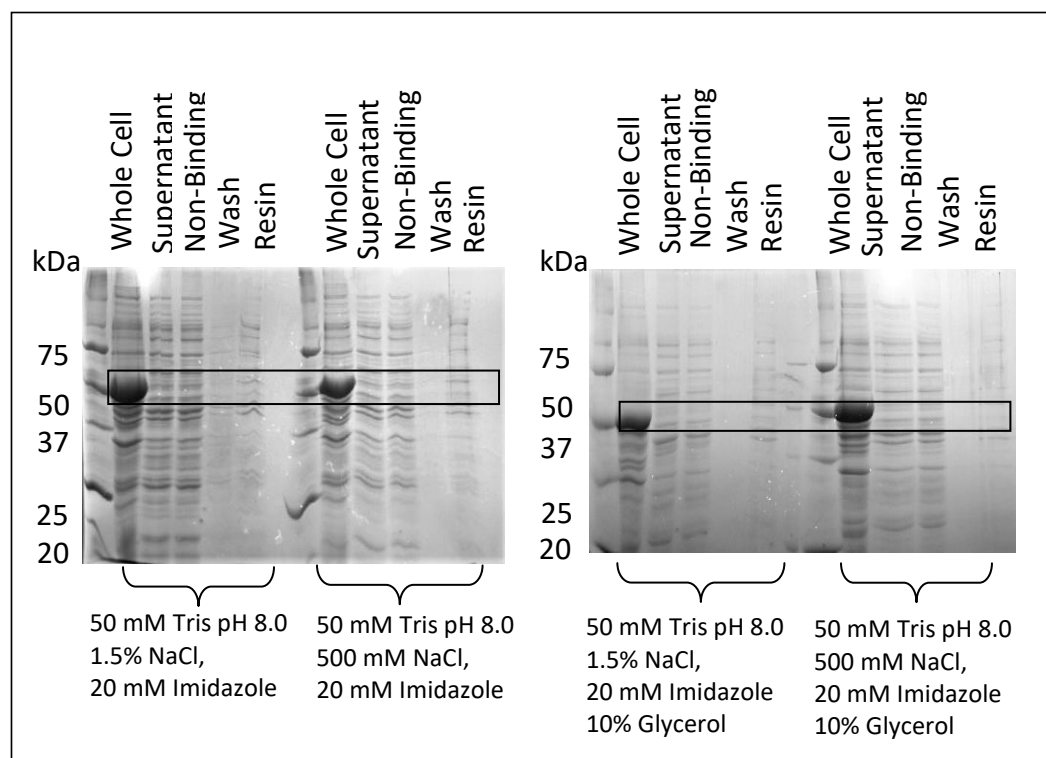 Whole Cell
Supernatant
Non-Binding
Wash
Resin
Whole Cell
Supernatant
Non-Binding
Wash
Resin
kDa
75
50
37
25
20
50 mM Tris pH 8.0
1.5% NaCl,
20 mM Imidazole
50 mM Tris pH 8.0
500 mM NaCl,
20 mM Imidazole
Whole Cell
Supernatant
Non-Binding
Wash
Resin
Whole Cell
Supernatant
Non-Binding
Wash
Resin
kDa
75
50
37
25
20
50 mM Tris pH 8.0
1.5% NaCl,
20 mM Imidazole
10% Glycerol
50 mM Tris pH 8.0
500 mM NaCl,
20 mM Imidazole
10% Glycerol